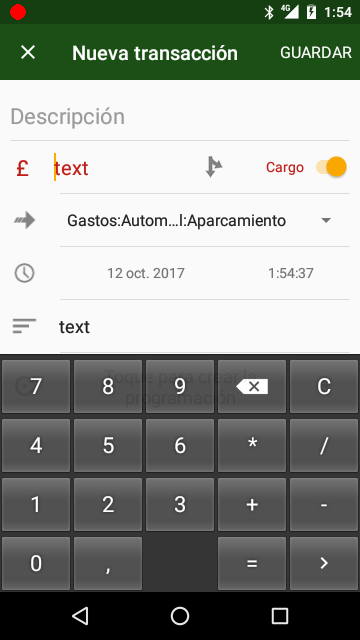 4G 1:54
Nueva transacción GUARDAR
Descripción
£ text Cargo
Gastos:Autom…l:Aparcamiento
12 oct. 2017 1:54:37
text
Toque para crear la
programación
7 8 9 C
4 5 6 * /
1 2 3 + -
0 , = >